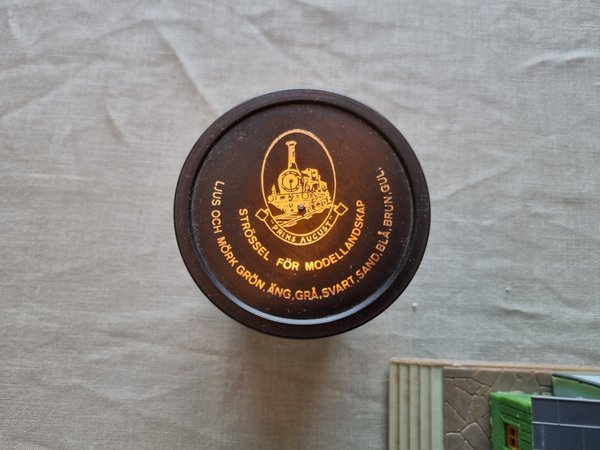 PRINS AUGUST
STRÖSSEL FÖR MODELLANDSKAP
LJUS OCH MÖRK GRÖN, ÄNG, GRÅ, SVART, SAND, BLÅ, BRUN, GUL.